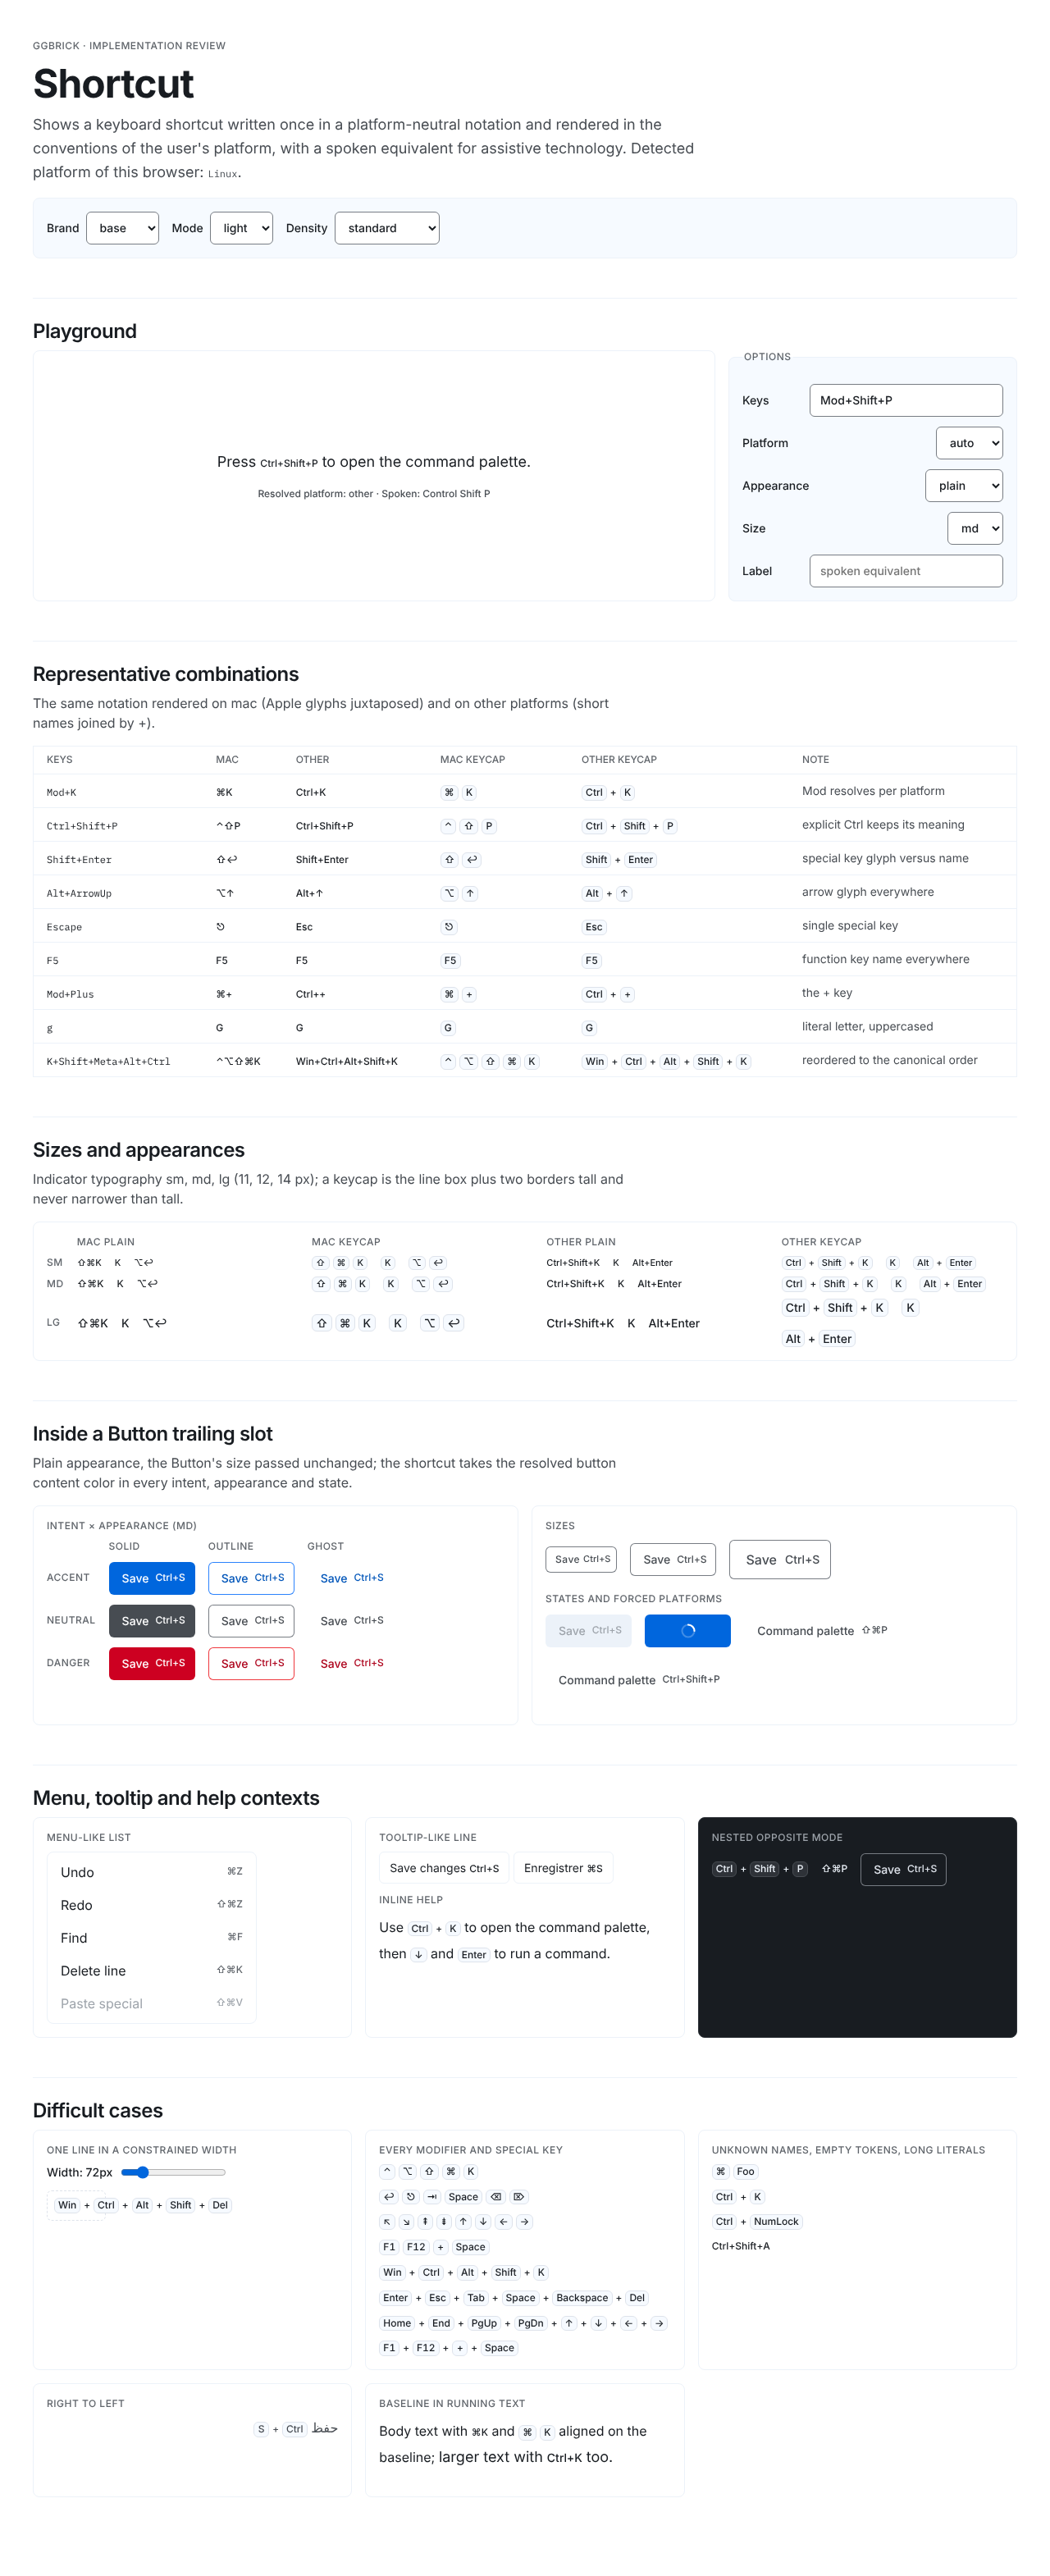 GGBRICK · IMPLEMENTATION REVIEW
Shortcut
Shows a keyboard shortcut written once in a platform-neutral notation and rendered in the
conventions of the user's platform, with a spoken equivalent for assistive technology. Detected
platform of this browser: Linux.
Brand base Mode light Density standard
Playground
Press Ctrl+Shift+P to open the command palette.
Resolved platform: other · Spoken: Control Shift P
OPTIONS
Keys Mod+Shift+P
Platform auto
Appearance plain
Size md
Label spoken equivalent
Representative combinations
The same notation rendered on mac (Apple glyphs juxtaposed) and on other platforms (short
names joined by +).
KEYS MAC OTHER MAC KEYCAP OTHER KEYCAP NOTE
Mod+K ⌘K Ctrl+K ⌘ K Ctrl + K Mod resolves per platform
Ctrl+Shift+P ⌃⇧P Ctrl+Shift+P ⌃ ⇧ P Ctrl + Shift + P explicit Ctrl keeps its meaning
Shift+Enter ⇧↩ Shift+Enter ⇧ ↩ Shift + Enter special key glyph versus name
Alt+ArrowUp ⌥↑ Alt+↑ ⌥ ↑ Alt + ↑ arrow glyph everywhere
Escape ⎋ Esc ⎋ Esc single special key
F5 F5 F5 F5 F5 function key name everywhere
Mod+Plus ⌘+ Ctrl++ ⌘ + Ctrl + + the + key
g G G G G literal letter, uppercased
K+Shift+Meta+Alt+Ctrl ⌃⌥⇧⌘K Win+Ctrl+Alt+Shift+K ⌃ ⌥ ⇧ ⌘ K Win + Ctrl + Alt + Shift + K reordered to the canonical order
Sizes and appearances
Indicator typography sm, md, lg (11, 12, 14 px); a keycap is the line box plus two borders tall and
never narrower than tall.
MAC PLAIN MAC KEYCAP OTHER PLAIN OTHER KEYCAP
SM ⇧⌘K K ⌥↩ ⇧ ⌘ K K ⌥ ↩ Ctrl+Shift+K K Alt+Enter Ctrl + Shift + K K Alt + Enter
MD ⇧⌘K K ⌥↩ ⇧ ⌘ K K ⌥ ↩ Ctrl+Shift+K K Alt+Enter Ctrl + Shift + K K Alt + Enter
LG ⇧⌘K K ⌥↩ ⇧ ⌘ K K ⌥ ↩ Ctrl+Shift+K K Alt+Enter Ctrl + Shift + K K
Alt + Enter
Inside a Button trailing slot
Plain appearance, the Button's size passed unchanged; the shortcut takes the resolved button
content color in every intent, appearance and state.
INTENT × APPEARANCE (MD)
SOLID OUTLINE GHOST
ACCENT Save Ctrl+S Save Ctrl+S Save Ctrl+S
NEUTRAL Save Ctrl+S Save Ctrl+S Save Ctrl+S
DANGER Save Ctrl+S Save Ctrl+S Save Ctrl+S
SIZES
Save Ctrl+S Save Ctrl+S Save Ctrl+S
STATES AND FORCED PLATFORMS
Save Ctrl+S Command palette ⇧⌘P
Command palette Ctrl+Shift+P
Menu, tooltip and help contexts
MENU-LIKE LIST
Undo ⌘Z
Redo ⇧⌘Z
Find ⌘F
Delete line ⇧⌘K
Paste special ⇧⌘V
TOOLTIP-LIKE LINE
Save changes Ctrl+S Enregistrer ⌘S
INLINE HELP
Use Ctrl + K to open the command palette,
then ↓ and Enter to run a command.
NESTED OPPOSITE MODE
Ctrl + Shift + P ⇧⌘P Save Ctrl+S
Difficult cases
ONE LINE IN A CONSTRAINED WIDTH
Width: 72px
Win + Ctrl + Alt + Shift + Del
EVERY MODIFIER AND SPECIAL KEY
⌃ ⌥ ⇧ ⌘ K
↩ ⎋ ⇥ Space ⌫ ⌦
↖ ↘ ⇞ ⇟ ↑ ↓ ← →
F1 F12 + Space
Win + Ctrl + Alt + Shift + K
Enter + Esc + Tab + Space + Backspace + Del
Home + End + PgUp + PgDn + ↑ + ↓ + ← + →
F1 + F12 + + + Space
UNKNOWN NAMES, EMPTY TOKENS, LONG LITERALS
⌘ Foo
Ctrl + K
Ctrl + NumLock
Ctrl+Shift+A
RIGHT TO LEFT
حفظ Ctrl + S
BASELINE IN RUNNING TEXT
Body text with ⌘K and ⌘ K aligned on the
baseline; larger text with Ctrl+K too.